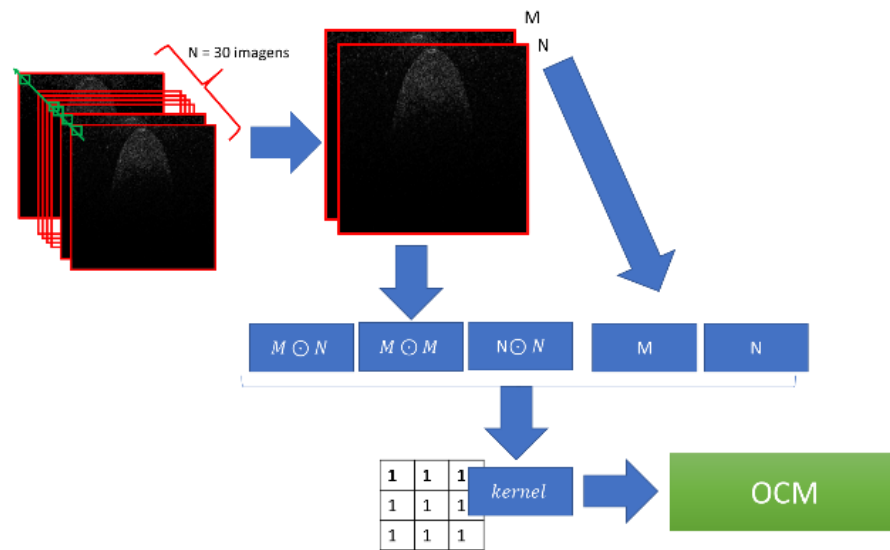 M
N = 30 imagens
N
M ⊙ N
M ⊙ M
N⊙ N
M
N
1 1 1
1 1 1
1 1 1
kernel
OCM